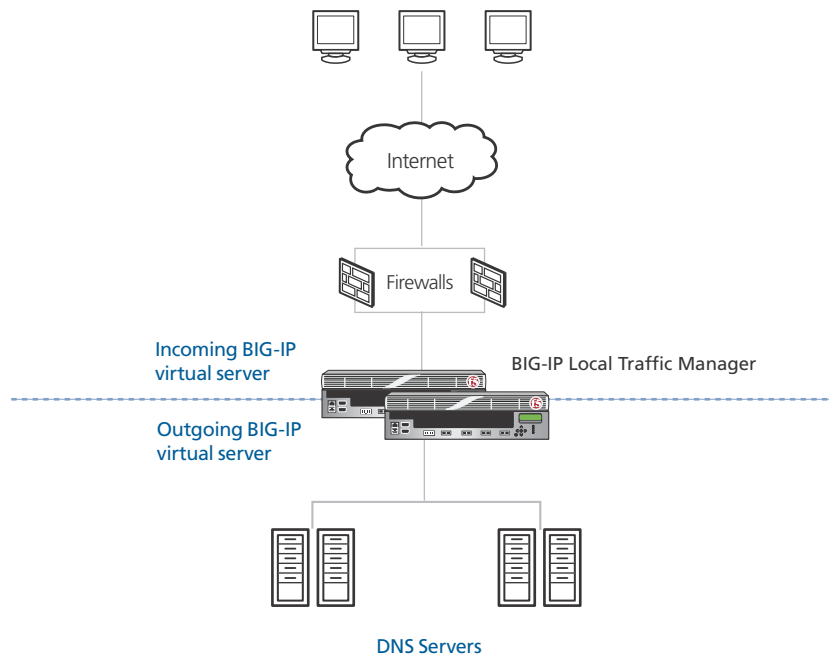 Internet
Firewalls
Incoming BIG-IP
virtual server
BIG-IP Local Traffic Manager
Outgoing BIG-IP
virtual server
DNS Servers